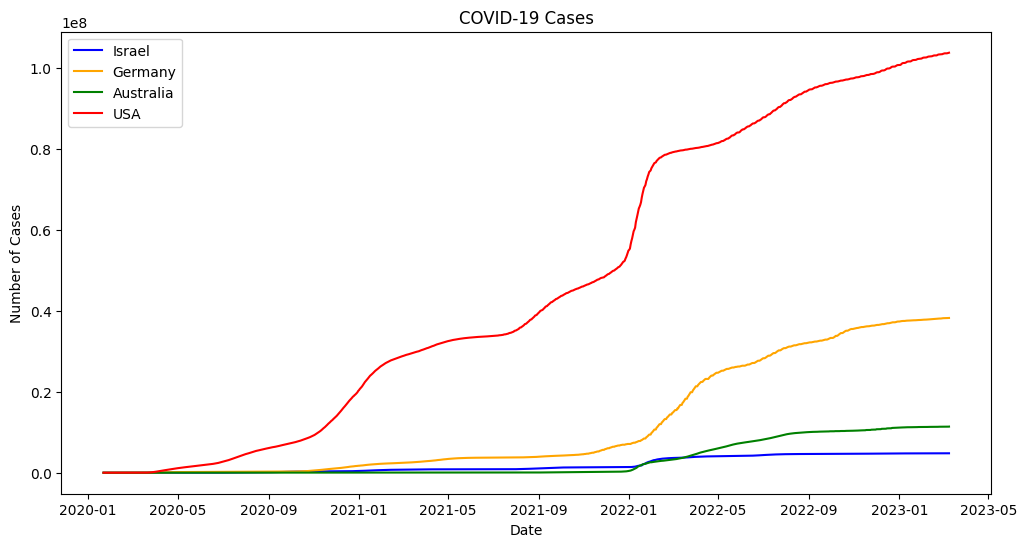 COVID-19 Cases
1e8
Israel
Germany
Australia
USA
1.0
0.8
0.6
0.4
0.2
0.0
Number of Cases
2020-01 2020-05 2020-09 2021-01 2021-05 2021-09 2022-01 2022-05 2022-09 2023-01 2023-05
Date